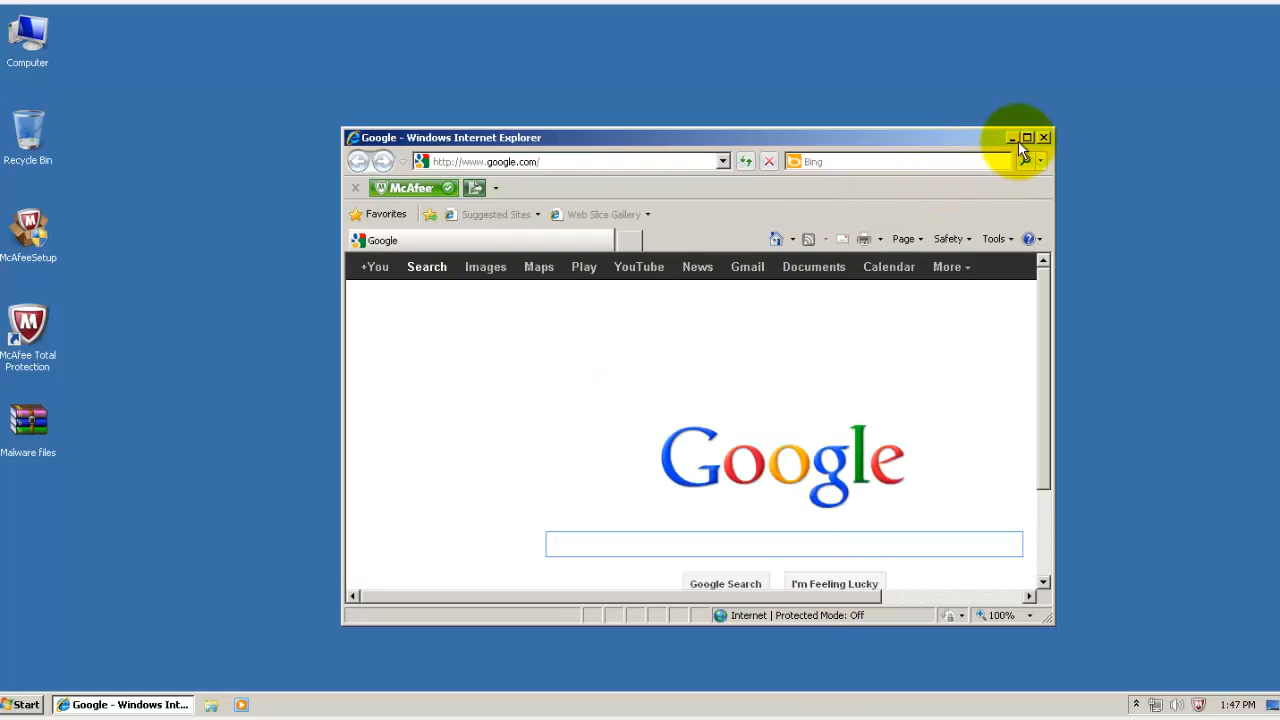 Computer
Recycle Bin
McAfeeSetup
McAfee Total
Protection
Malware files
Google - Windows Internet Explorer
http://www.google.com/
Bing
McAfee
Favorites
Suggested Sites
Web Slice Gallery
Google
Page
Safety
Tools
+You Search Images Maps Play YouTube News Gmail Documents Calendar More
Google
Google Search
I'm Feeling Lucky
Internet | Protected Mode: Off
100%
Start
Google - Windows Int...
1:47 PM